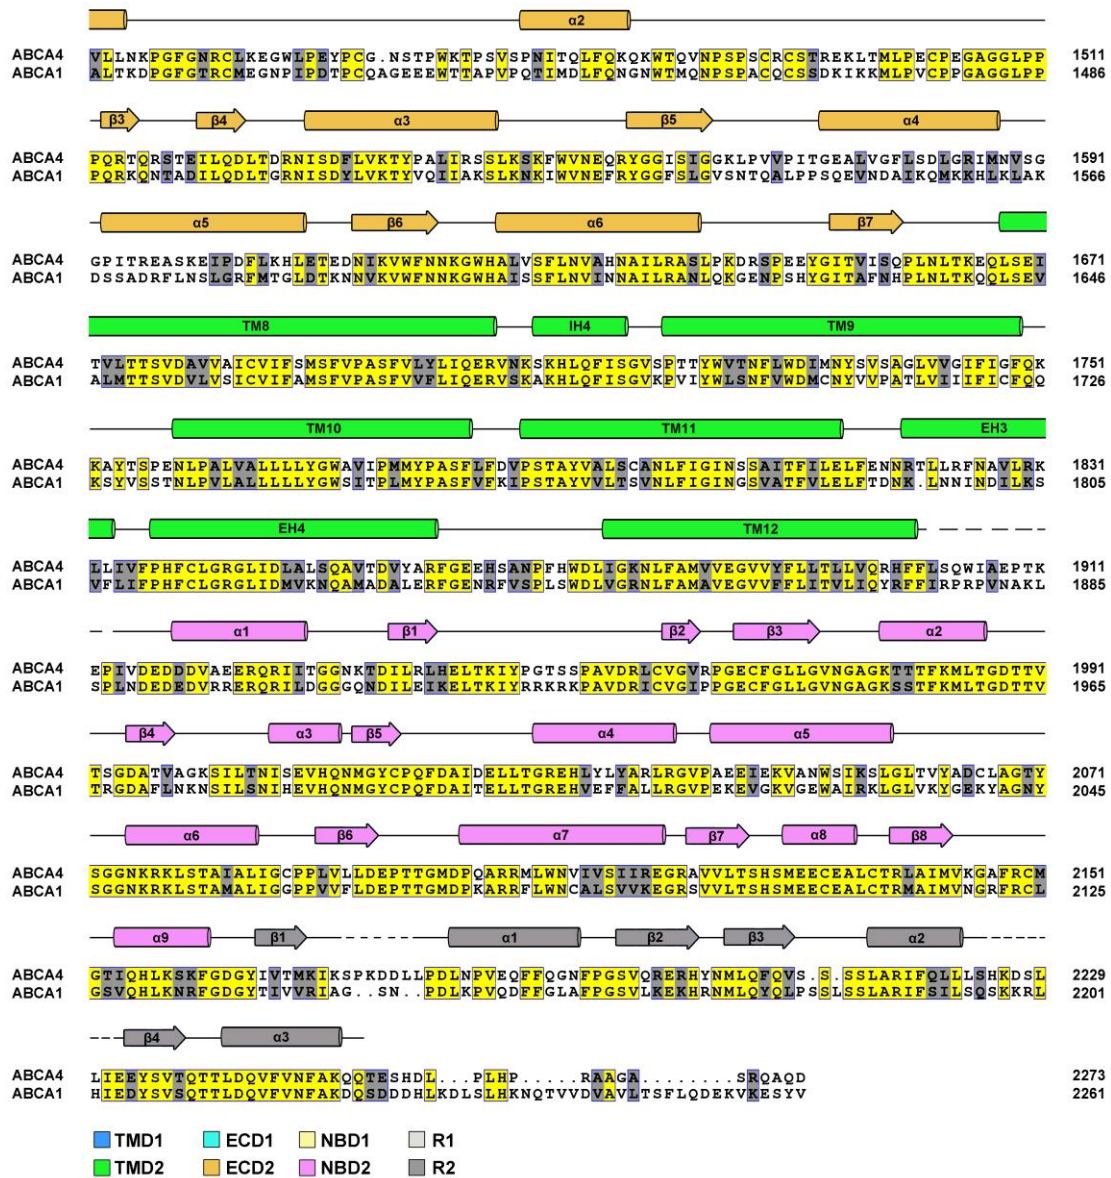 α2
ABCA4 VLLNKPGFGNRCLKEGWLPEYPCG.NSTPWKTPSVSPNITQLFQKQKWTQVNPSPSCRCSTREKLTMLPECPEGAGGLPP 1511
ABCA1 ALTKDPGFGTRCMEGNPIPDTPCQAGEEEWTTAPVPQTIMDLFQNGNWTMQNPSPACQCSSDKIKKMLPVCPPGAGGLPP 1486
β3 β4 α3 β5 α4
ABCA4 PQRTQRSTEILQDLTDRNISDFLVKTYPALIRSSLKSKFWVNEQRYGGISIGGKLPVVPITGEALVGFLSDLGRIMNVSG 1591
ABCA1 PQRKQNTADILQDLTGRNISDYLVKTYVQIIAKSLKNKIWVNEFRYGGFSLGVSNTQALPPSQEVNDAIKQMKKHLKLAK 1566
α5 β6 α6 β7
ABCA4 GPITREASKEIPDFLKHLETEDNIKVWFNNKGWHALVSFLNVAHNAILRASLPKDRSPEEYGITVISQPLNLTKEQLSEI 1671
ABCA1 DSSADRFLNSLGRFMTGLDTKNNVKVWFNNKGWHAISSFLNVINNAILRANLQKGENPSHYGITAFNHPLNLTKQQLSEV 1646
TM8 IH4 TM9
ABCA4 TVLTTSVDAVVAICVIFSMSFVPASFVLYLIQERVNKSKHLQFISGVSPTTYWVTNFLWDIMNYSVSAGLVVGIFIGFQK 1751
ABCA1 ALMTTSVDVLVSICVIFAMSFVPASFVVFLIQERVSKAKHLQFISGVKPVIYWLSNFVWDMCNYVVPATLVIIIFICFQQ 1726
TM10 TM11 EH3
ABCA4 KAYTSPENLPALVALLLLYGWAVIPMMYPASFLFDVPSTAYVALSCANLFIGINSSAITFILELFENNRTLLRFNAVLRK 1831
ABCA1 KSYVSSTNLPVLALLLLLYGWSITPLMYPASFVFKIPSTAYVVLTSVNLFIGINGSVATFVLELFTDNK.LNNINDILKS 1805
EH4 TM12
ABCA4 LLIVFPHFCLGRGLIDLALSQAVTDVYARFGEEHSANPFHWDLIGKNLFAMVVEGVVYFLLTLLVQRHFFLSQWIAEPTK 1911
ABCA1 VFLIFPHFCLGRGLIDMVKNQAMADALERFGENRFVSPLSWDLVGRNLFAMAVEGVVFFLITVLIQYRFFIRPRPVNAKL 1885
α1 β1 β2 β3 α2
ABCA4 EPIVDEDDDVAEERQRIITGGNKTDILRLHELTKIYPGTSSPAVDRLCVGVRPGECFGLLGVNGAGKTTTFKMLTGDTTV 1991
ABCA1 SPLNDEDEDVRRERQRILDGGGQNDILEIKELTKIYRRKRKPAVDRICVGIPPGECFGLLGVNGAGKSSTFKMLTGDTTV 1965
β4 α3 β5 α4 α5
ABCA4 TSGDATVAGKSILTNISEVHQNMGYCPQFDAIDELLTGREHLYLYARLRGVPAEEIEKVANWSIKSLGLTVYADCLAGTY 2071
ABCA1 TRGDAFLNKNSILSNIHEVHQNMGYCPQFDAITELLTGREHVEFFALLRGVPEKEVGKVGEWAIRKLGLVKYGEKYAGNY 2045
α6 β6 α7 β7 α8 β8
ABCA4 SGGNKRKLSTAIALIGCPPLVLLDEPTTGMDPQARRMLWNVIVSIIREGRAVVLTSHSMEECEALCTRLAIMVKGAFRCM 2151
ABCA1 SGGNKRKLSTAMALIGGPPVVFLDEPTTGMDPKARRFLWNCALSVVKEGRSVVLTSHSMEECEALCTRMAIMVNGRFRCL 2125
α9 β1 α1 β2 β3 α2
ABCA4 GTIQHLKSKFGDGYIVTMKIKSPKDDLLPDLNPVEQFFQGNFPGSVQRERHYNMLQFQVS.S.SSLARIFQLLLSHKDSL 2229
ABCA1 GSVQHLKNRFGDGYTIVVRIAG..SN..PDLKPVQDFFGLAFPGSVLKEKHRNMLQYQLPSSLSSLARIFSILSQSKKRL 2201
β4 α3
ABCA4 LIEEYSVTQTTLDQVFVNFAKQQTESHDL...PLHP.....RAAGA........SRQAQD 2273
ABCA1 HIEDYSVSQTTLDQVFVNFAKDQSDDDHLKDLSLHKNQTVVDVAVLTSFLQDEKVKESYV 2261
TMD1 ECD1 NBD1 R1
TMD2 ECD2 NBD2 R2